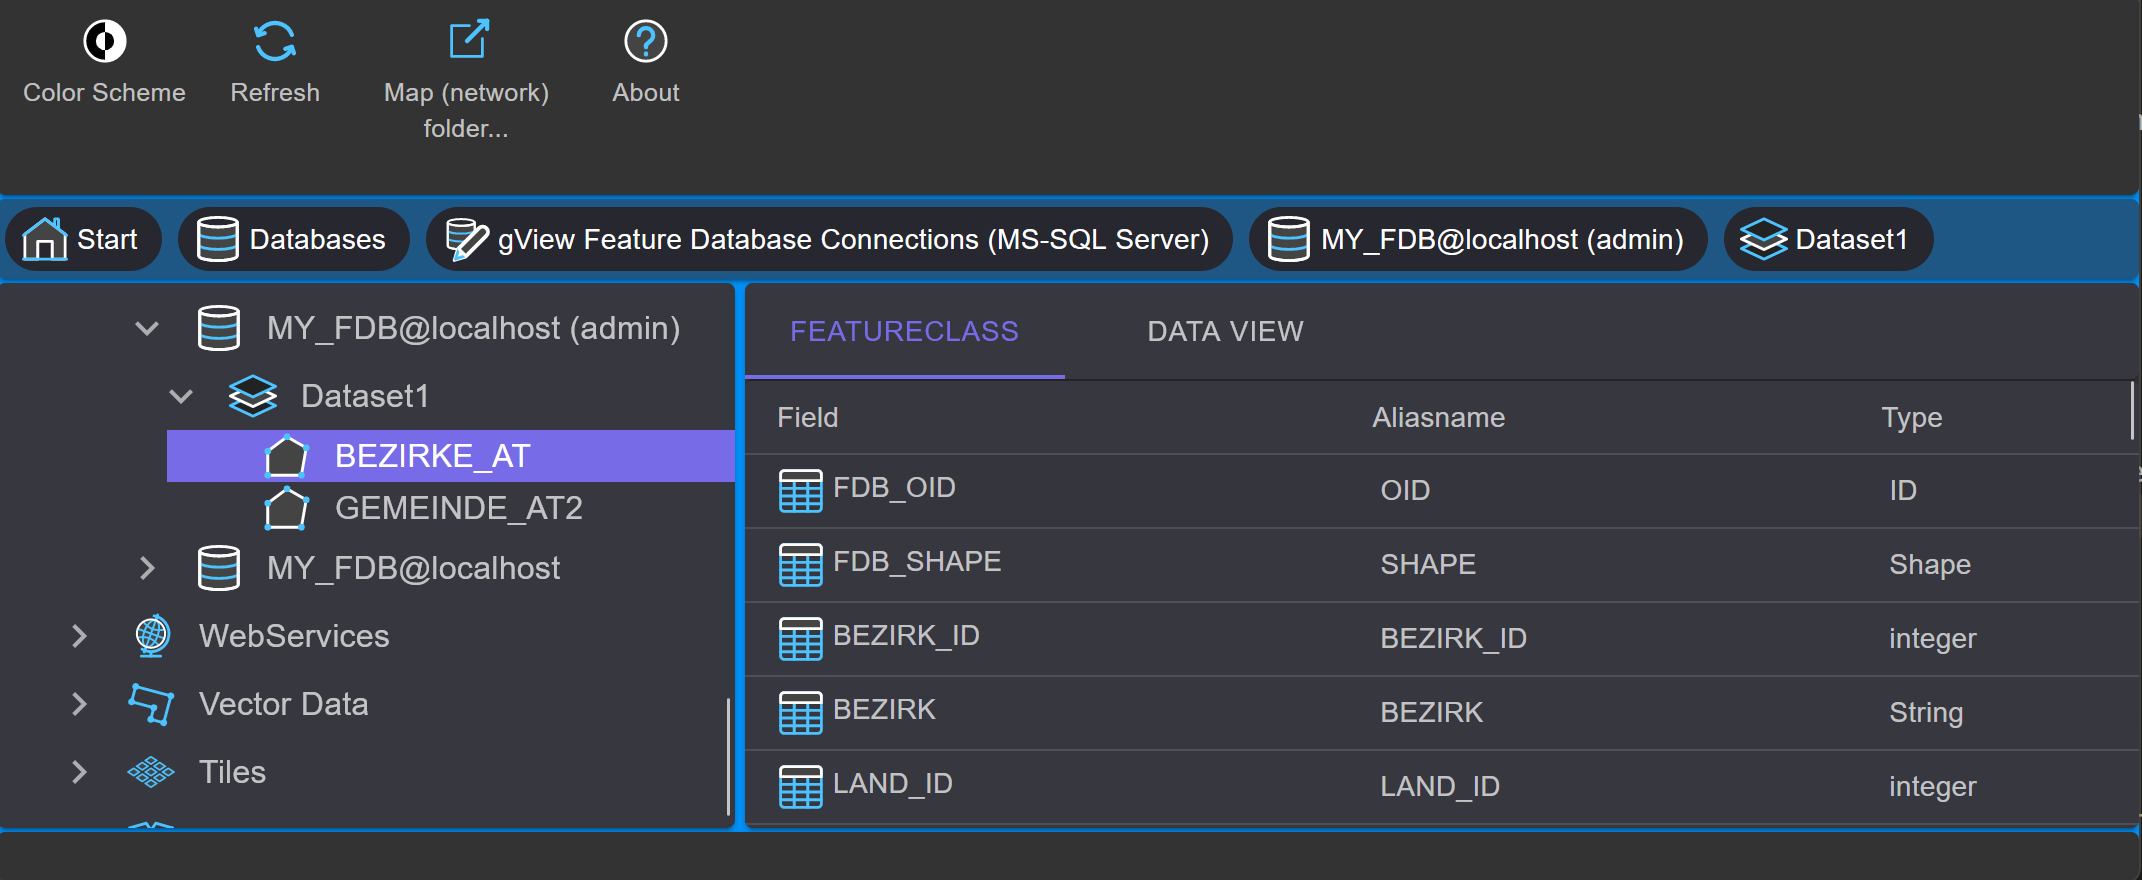 Color Scheme
Refresh
Map (network)
folder...
About
Start
Databases
gView Feature Database Connections (MS-SQL Server)
MY_FDB@localhost (admin)
Dataset1
MY_FDB@localhost (admin)
Dataset1
BEZIRKE_AT
GEMEINDE_AT2
MY_FDB@localhost
WebServices
Vector Data
Tiles
FEATURECLASS
DATA VIEW
Field Aliasname Type
FDB_OID OID ID
FDB_SHAPE SHAPE Shape
BEZIRK_ID BEZIRK_ID integer
BEZIRK BEZIRK String
LAND_ID LAND_ID integer